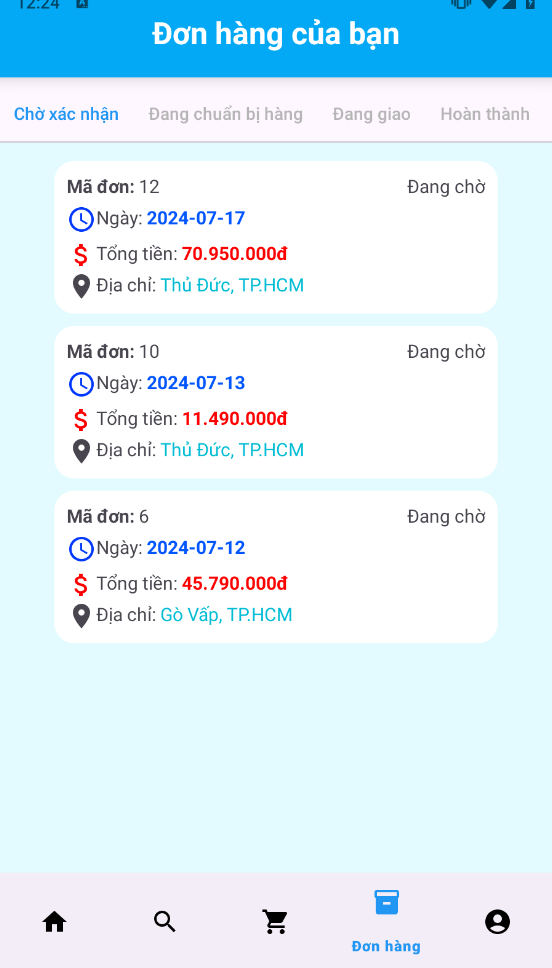 12:24
Đơn hàng của bạn
Chờ xác nhận Đang chuẩn bị hàng Đang giao Hoàn thành
Mã đơn: 12 Đang chờ
Ngày: 2024-07-17
Tổng tiền: 70.950.000đ
Địa chỉ: Thủ Đức, TP.HCM
Mã đơn: 10 Đang chờ
Ngày: 2024-07-13
Tổng tiền: 11.490.000đ
Địa chỉ: Thủ Đức, TP.HCM
Mã đơn: 6 Đang chờ
Ngày: 2024-07-12
Tổng tiền: 45.790.000đ
Địa chỉ: Gò Vấp, TP.HCM
Đơn hàng